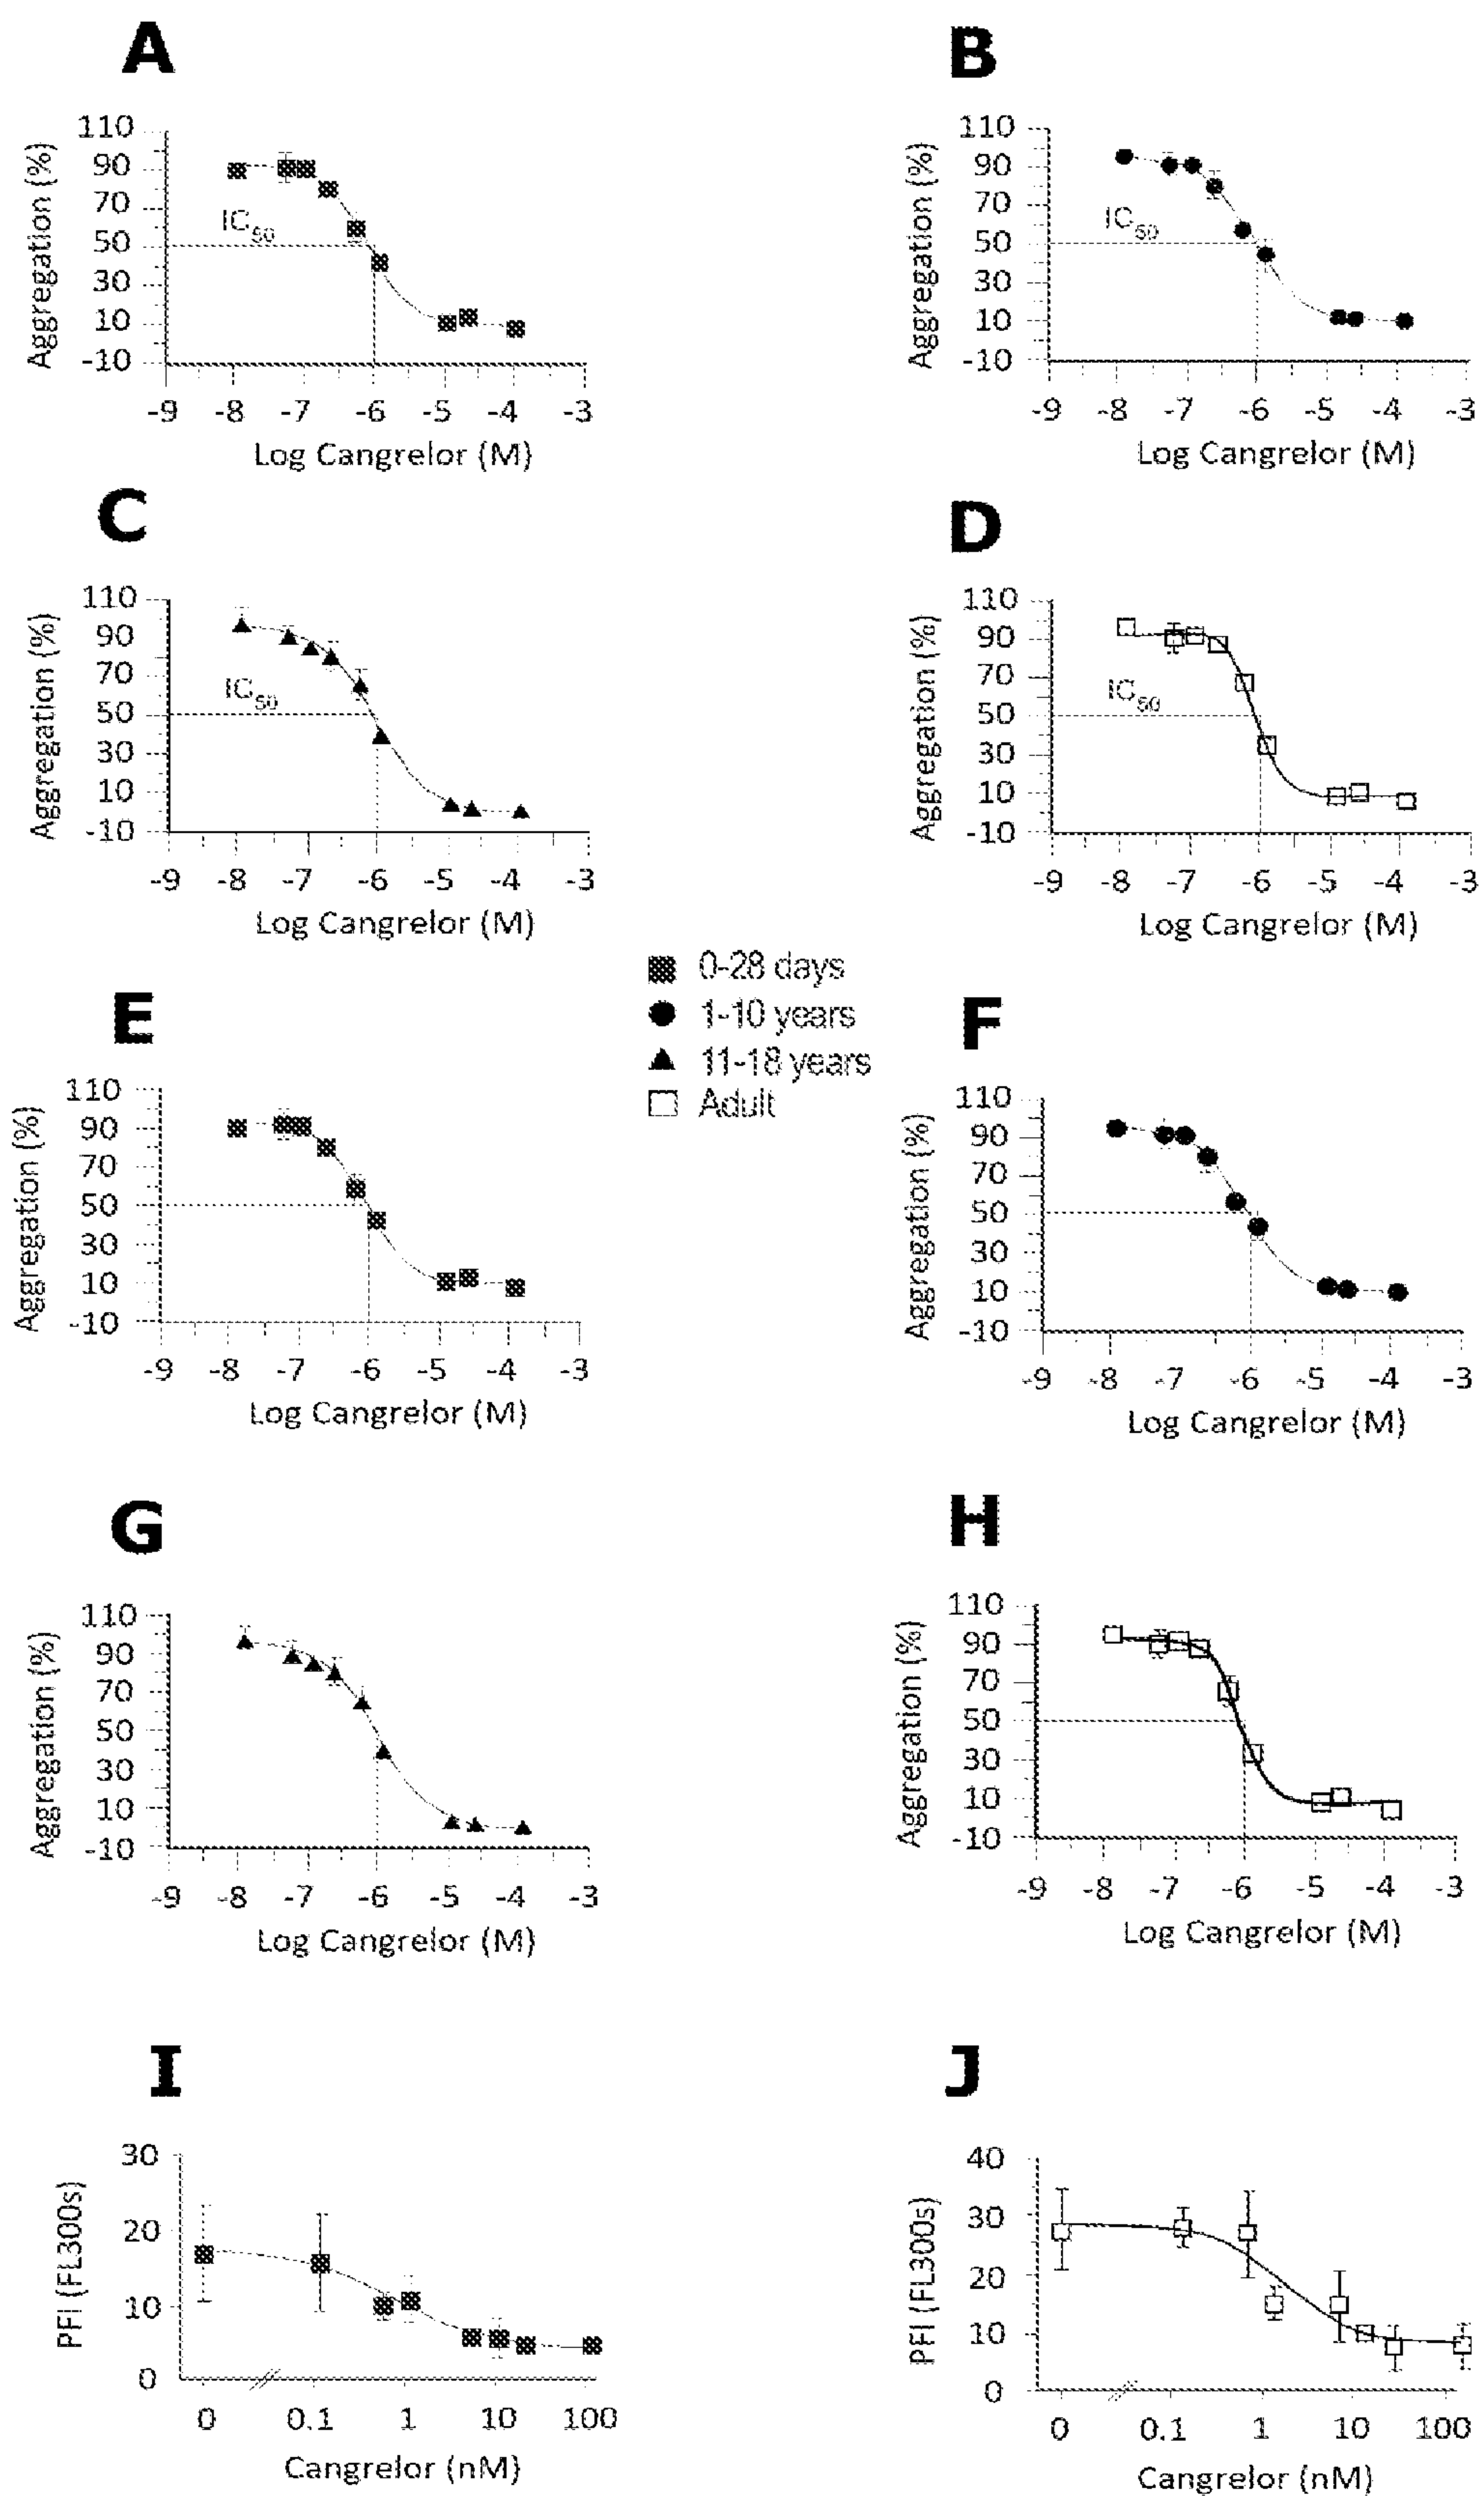 A
Aggregation (%)
110
90
70
50
30
10
-10
IC50
-9 -8 -7 -6 -5 -4 -3
Log Cangrelor (M)
B
Aggregation (%)
110
90
70
50
30
10
-10
IC50
-9 -8 -7 -6 -5 -4 -3
Log Cangrelor (M)
C
Aggregation (%)
110
90
70
50
30
10
-10
IC50
-9 -8 -7 -6 -5 -4 -3
Log Cangrelor (M)
D
Aggregation (%)
110
90
70
50
30
10
-10
IC50
-9 -8 -7 -6 -5 -4 -3
Log Cangrelor (M)
0-28 days
1-10 years
11-18 years
Adult
E
Aggregation (%)
110
90
70
50
30
10
-10
-9 -8 -7 -6 -5 -4 -3
Log Cangrelor (M)
F
Aggregation (%)
110
90
70
50
30
10
-10
-9 -8 -7 -6 -5 -4 -3
Log Cangrelor (M)
G
Aggregation (%)
110
90
70
50
30
10
-10
-9 -8 -7 -6 -5 -4 -3
Log Cangrelor (M)
H
Aggregation (%)
110
90
70
50
30
10
-10
-9 -8 -7 -6 -5 -4 -3
Log Cangrelor (M)
I
PFI (FL300s)
30
20
10
0
0 0.1 1 10 100
Cangrelor (nM)
J
PFI (FL300s)
40
30
20
10
0
0 0.1 1 10 100
Cangrelor (nM)